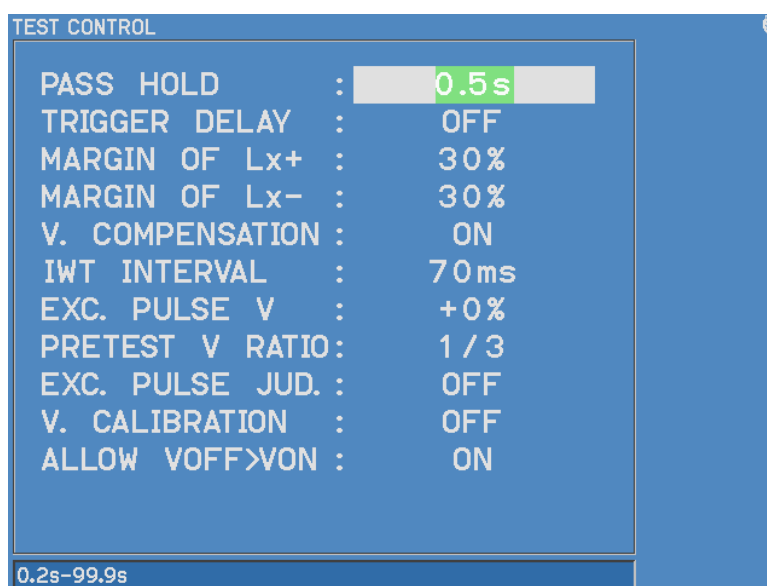 TEST CONTROL
PASS HOLD : 0.5s
TRIGGER DELAY : OFF
MARGIN OF Lx+ : 30%
MARGIN OF Lx- : 30%
V. COMPENSATION : ON
IWT INTERVAL : 70ms
EXC. PULSE V : +0%
PRETEST V RATIO : 1/3
EXC. PULSE JUD. : OFF
V. CALIBRATION : OFF
ALLOW VOFF>VON : ON
0.2s-99.9s